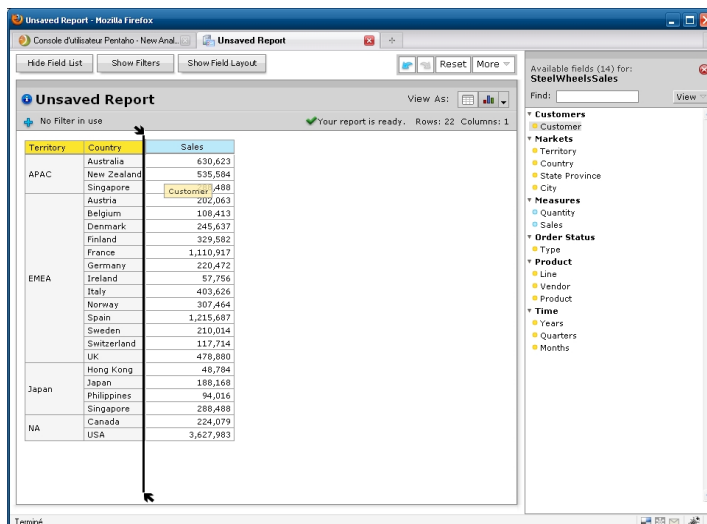 Unsaved Report - Mozilla Firefox
Console d'utilisateur Pentaho - New Anal...
Unsaved Report
Hide Field List
Show Filters
Show Field Layout
Reset
More
Unsaved Report
View As:
No Filter in use
Your report is ready. Rows: 22 Columns: 1
Territory Country Sales
APAC
Australia 630,623
New Zealand 535,584
Singapore ,488
Customer
EMEA
Austria 202,063
Belgium 108,413
Denmark 245,637
Finland 329,582
France 1,110,917
Germany 220,472
Ireland 57,756
Italy 403,626
Norway 307,464
Spain 1,215,687
Sweden 210,014
Switzerland 117,714
UK 478,880
Japan
Hong Kong 48,784
Japan 188,168
Philippines 94,016
Singapore 288,488
NA
Canada 224,079
USA 3,627,983
Available fields (14) for:
SteelWheelsSales
Find:
View
Customers
Customer
Markets
Territory
Country
State Province
City
Measures
Quantity
Sales
Order Status
Type
Product
Line
Vendor
Product
Time
Years
Quarters
Months
Terminé